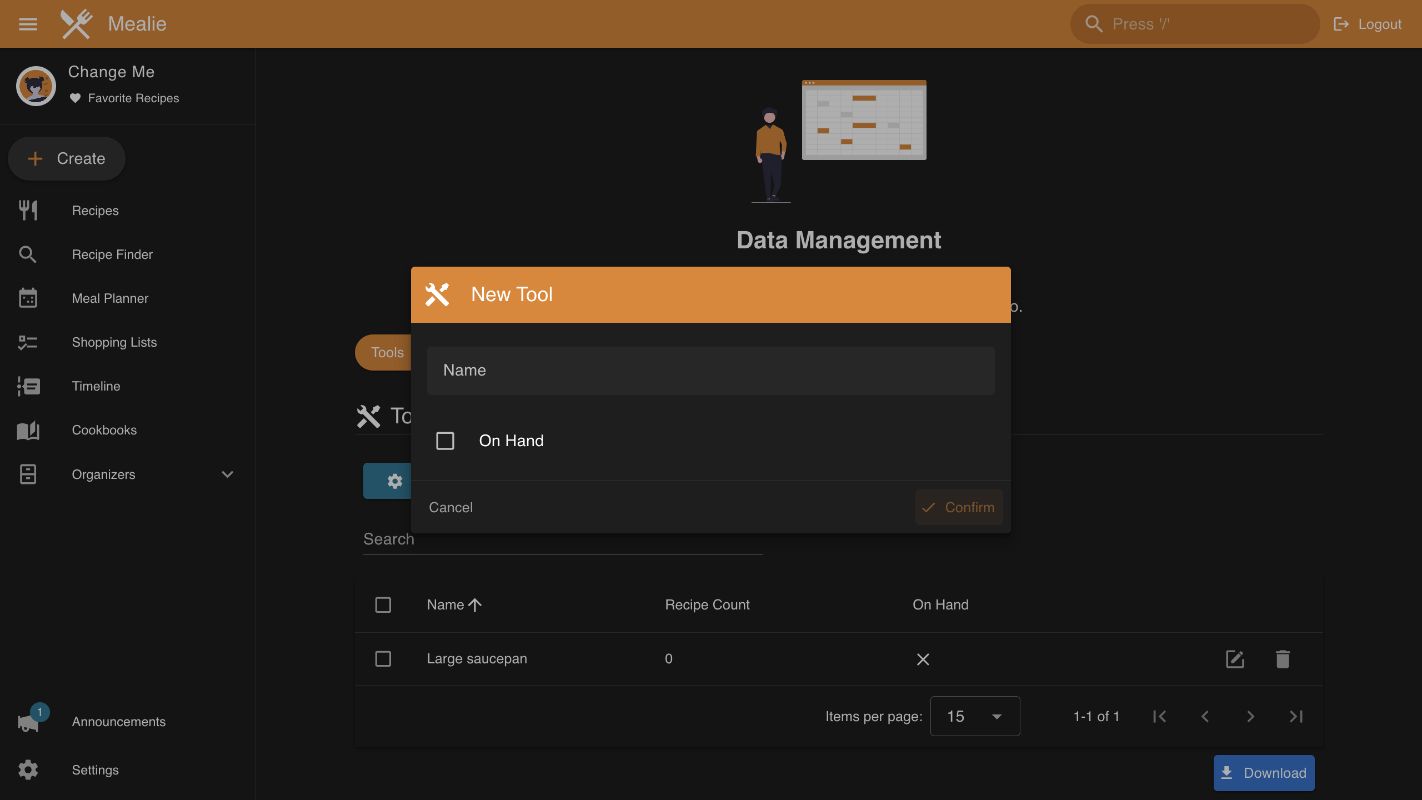 Mealie
Press '/'
Logout
Change Me
Favorite Recipes
Create
Recipes
Recipe Finder
Meal Planner
Shopping Lists
Timeline
Cookbooks
Organizers
1
Announcements
Settings
Data Management
o.
Tools
To
New Tool
Name
On Hand
Cancel
Confirm
Search
Name
Recipe Count
On Hand
Large saucepan
0
Items per page:
15
1-1 of 1
Download